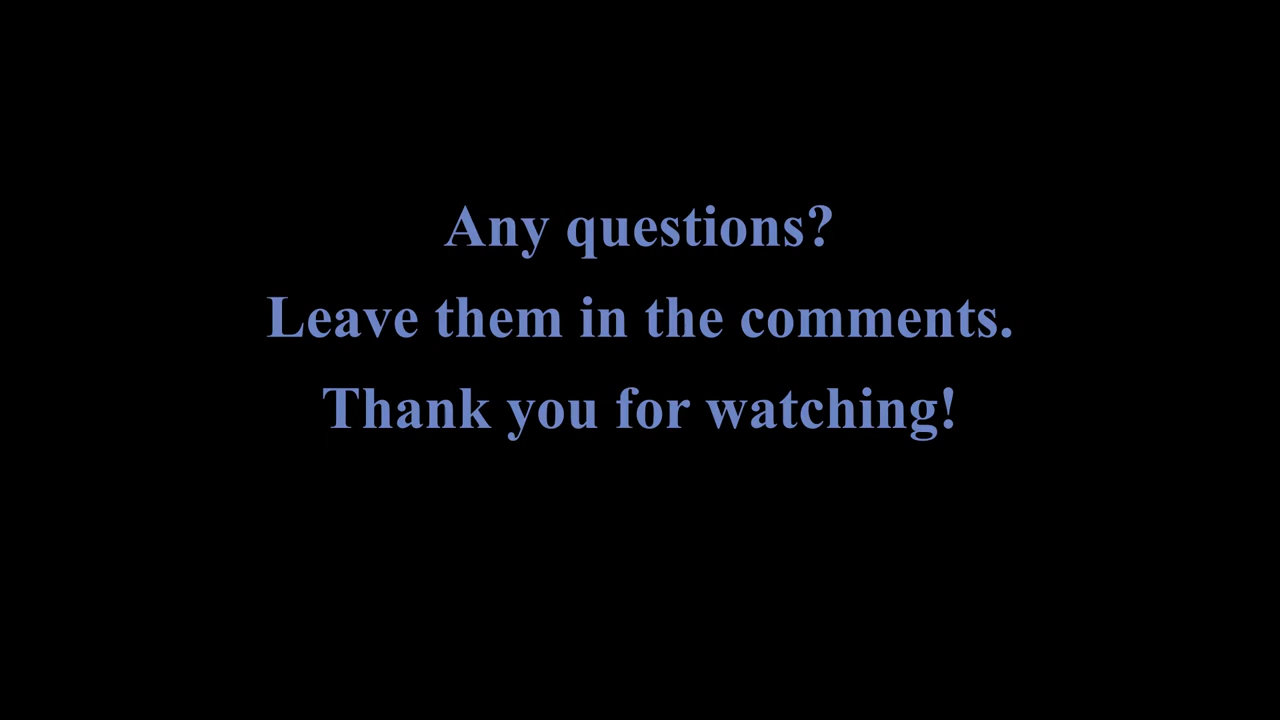 Any questions?
Leave them in the comments.
Thank you for watching!